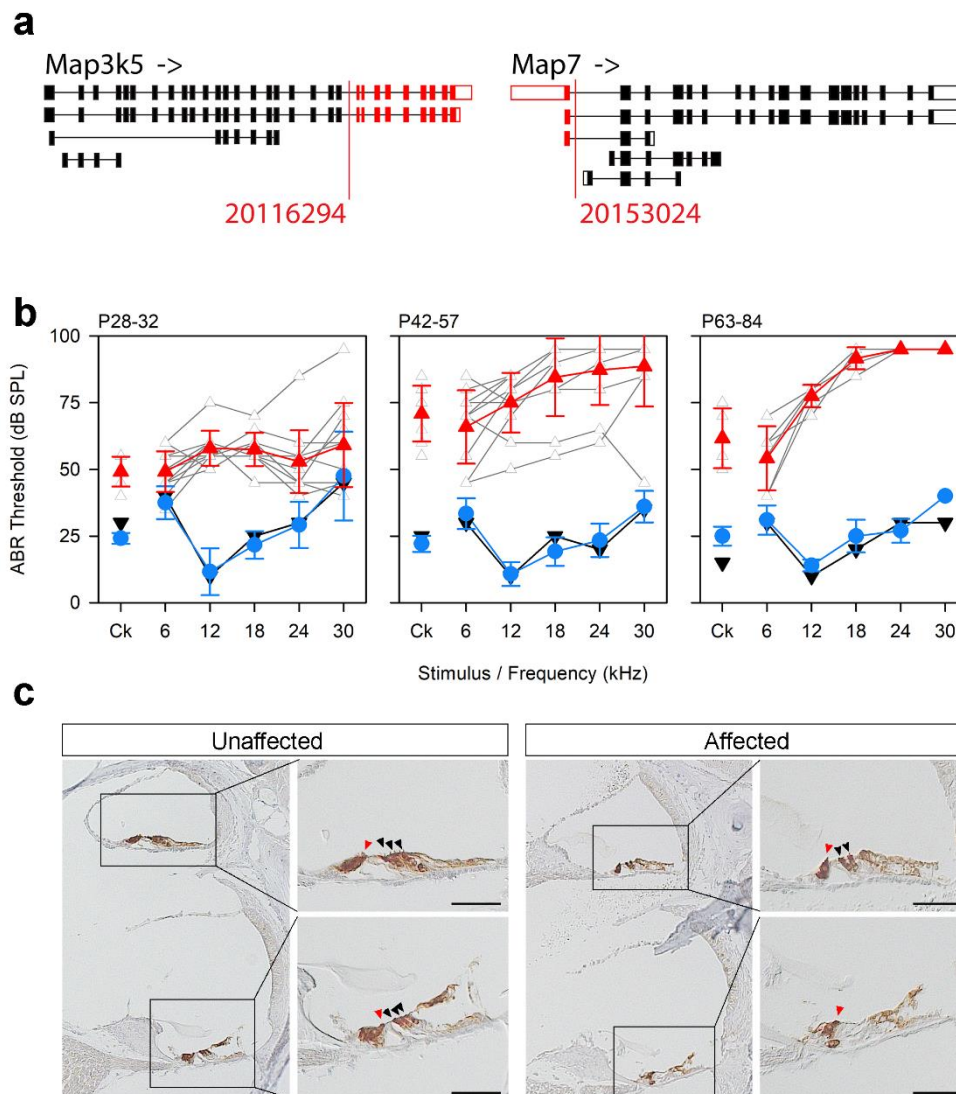 a
Map3k5 -> Map7 ->
20116294 20153024
b
P28-32 P42-57 P63-84
100
75
50
25
0
ABR Threshold (dB SPL)
Ck 6 12 18 24 30 Ck 6 12 18 24 30 Ck 6 12 18 24 30
Stimulus / Frequency (kHz)
c
Unaffected Affected